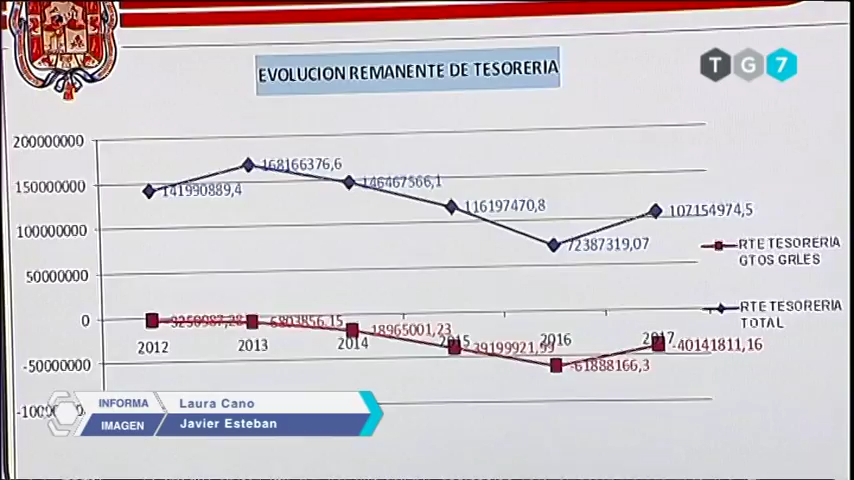 EVOLUCION REMANENTE DE TESORERIA
TG7
200000000
150000000
100000000
50000000
0
-50000000
141990889,4
168166376,6
146467566,1
116197470,8
72387319,07
107154974,5
RTE TESORERIA
GTOS GRLES
RTE TESORERIA
TOTAL
18965001,23
-61888166,3
-40141811,16
2012
2013
2014
2015
2016
2017
INFORMA Laura Cano
IMAGEN Javier Esteban